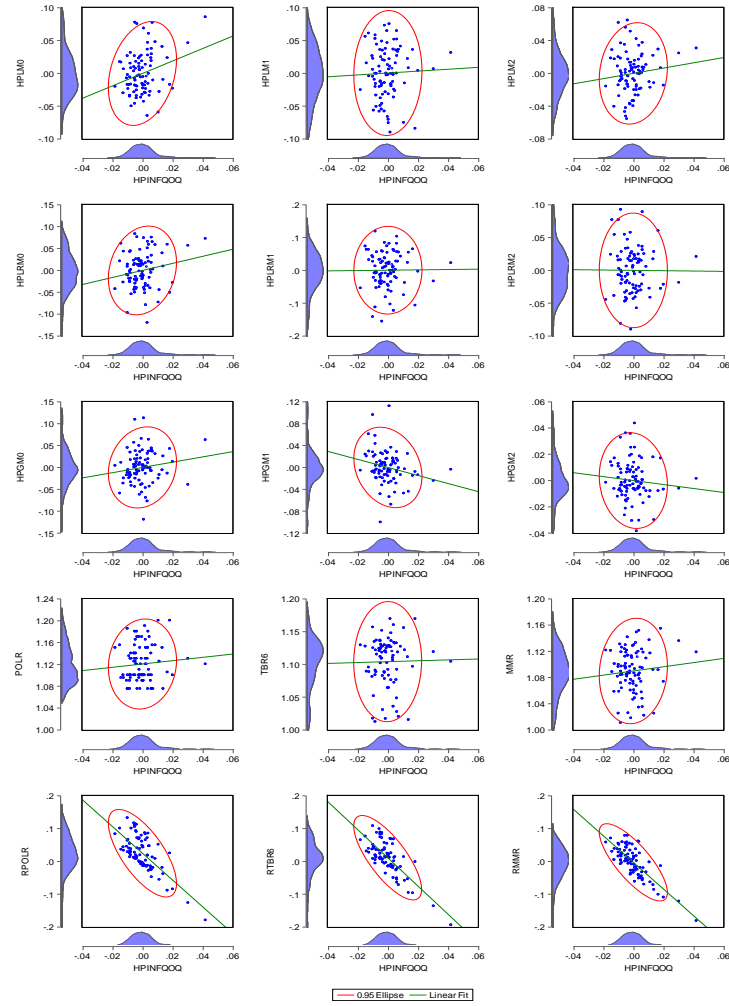 HPLM0
.10
.05
.00
-.05
-.10
-.04 -.02 .00 .02 .04 .06
HPINFQOQ
HPLM1
.10
.05
.00
-.05
-.10
-.04 -.02 .00 .02 .04 .06
HPINFQOQ
HPLM2
.08
.04
.00
-.04
-.08
-.04 -.02 .00 .02 .04 .06
HPINFQOQ
HPLRM0
.15
.10
.05
.00
-.05
-.10
-.15
-.04 -.02 .00 .02 .04 .06
HPINFQOQ
HPLRM1
.2
.1
.0
-.1
-.2
-.04 -.02 .00 .02 .04 .06
HPINFQOQ
HPLRM2
.10
.05
.00
-.05
-.10
-.04 -.02 .00 .02 .04 .06
HPINFQOQ
HPGM0
.15
.10
.05
.00
-.05
-.10
-.15
-.04 -.02 .00 .02 .04 .06
HPINFQOQ
HPGM1
.12
.08
.04
.00
-.04
-.08
-.12
-.04 -.02 .00 .02 .04 .06
HPINFQOQ
HPGM2
.06
.04
.02
.00
-.02
-.04
-.04 -.02 .00 .02 .04 .06
HPINFQOQ
POLR
1.24
1.20
1.16
1.12
1.08
1.04
1.00
-.04 -.02 .00 .02 .04 .06
HPINFQOQ
TBR6
1.20
1.15
1.10
1.05
1.00
-.04 -.02 .00 .02 .04 .06
HPINFQOQ
MMR
1.20
1.16
1.12
1.08
1.04
1.00
-.04 -.02 .00 .02 .04 .06
HPINFQOQ
RPOLR
.2
.1
.0
-.1
-.2
-.04 -.02 .00 .02 .04 .06
HPINFQOQ
RTBR6
.2
.1
.0
-.1
-.2
-.04 -.02 .00 .02 .04 .06
HPINFQOQ
RMMR
.2
.1
.0
-.1
-.2
-.04 -.02 .00 .02 .04 .06
HPINFQOQ
0.95 Ellipse Linear Fit